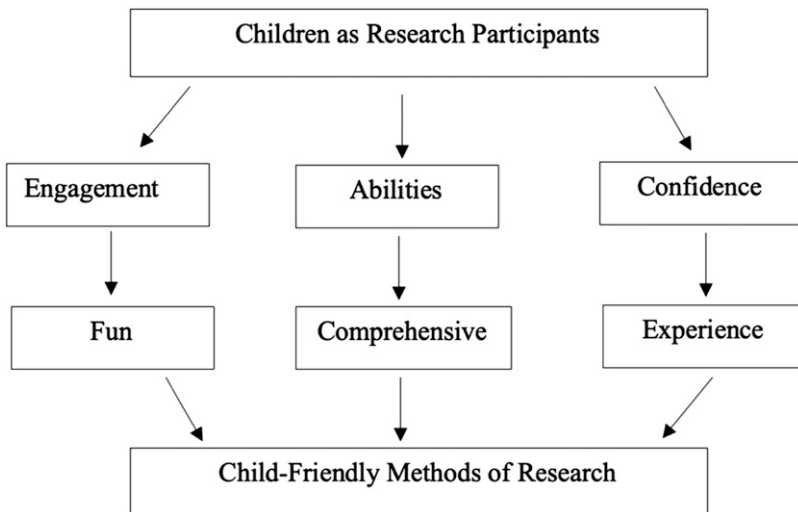 Children as Research Participants
Engagement
Abilities
Confidence
Fun
Comprehensive
Experience
Child-Friendly Methods of Research